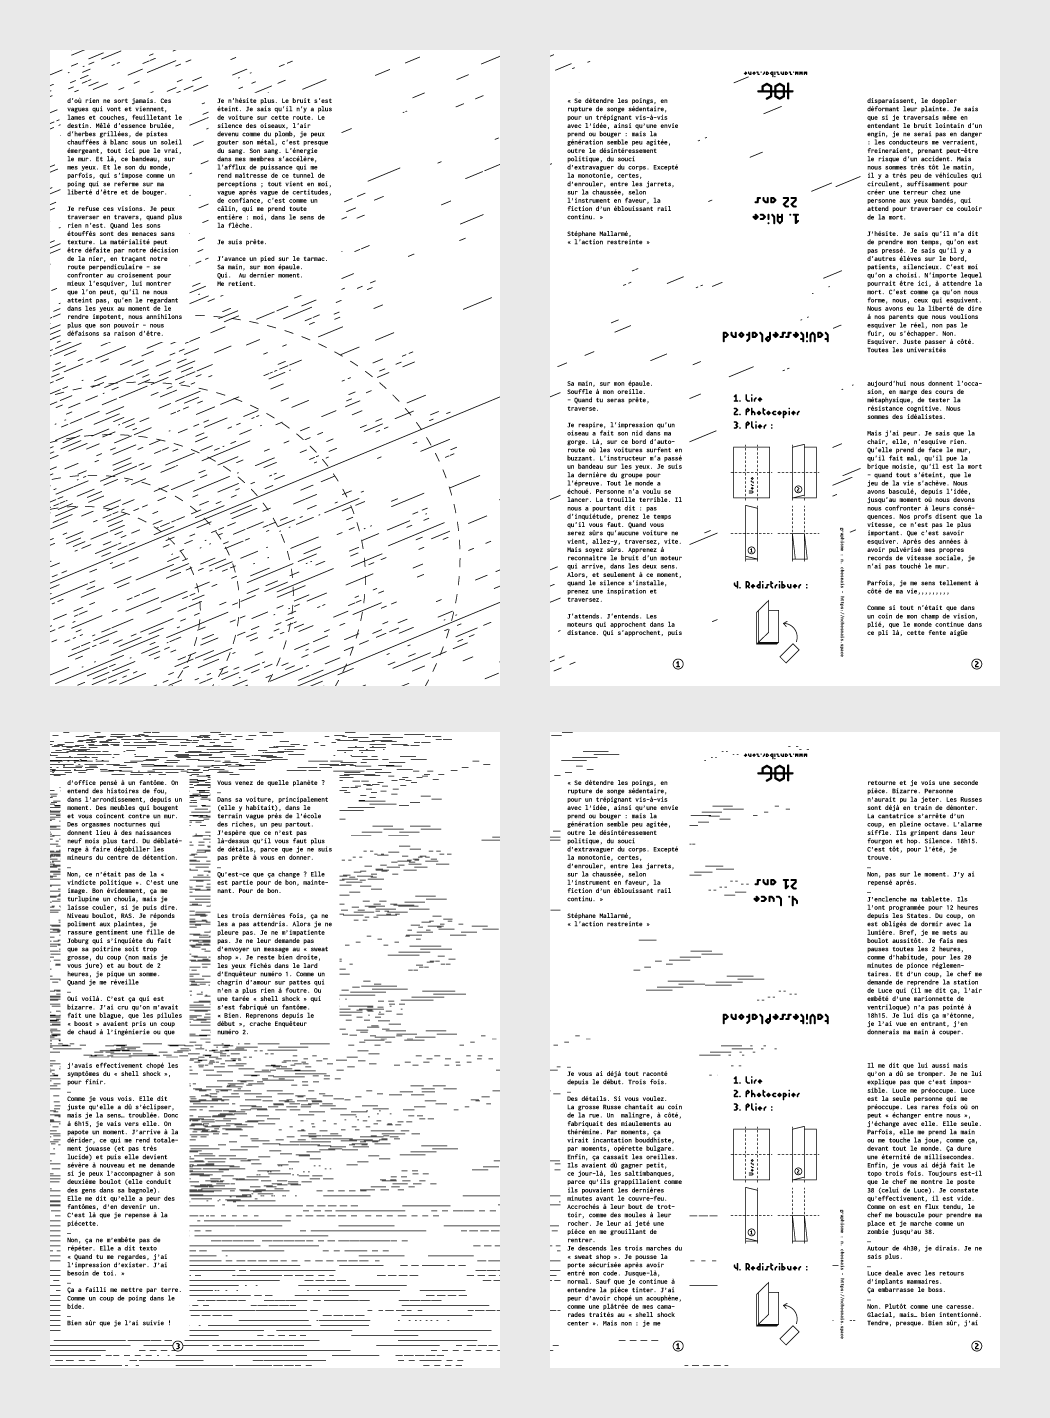 d'où rien ne sort jamais. Ces
vagues qui vont et viennent,
lames et couches, feuilletant le
destin. Mêlé d'essence brulée,
d'herbes grillées, de pistes
chauffées à blanc sous un soleil
émergeant, tout ici pue le vrai,
le mur. Et là, ce bandeau, sur
mes yeux. Et le son du monde,
parfois, qui s'impose comme un
poing qui se referme sur ma
liberté d'être et de bouger.
Je refuse ces visions. Je peux
traverser en travers, quand plus
rien n'est. Quand les sons
étouffés sont des menaces sans
texture. La matérialité peut
être défaite par notre décision
de la nier, en traçant notre
route perpendiculaire – se
confronter au croisement pour
mieux l'esquiver, lui montrer
que l'on peut, qu'il ne nous
atteint pas, qu'en le regardant
dans les yeux au moment de le
rendre impotent, nous annihilons
plus que son pouvoir – nous
défaisons sa raison d'être.
Je n'hésite plus. Le bruit s'est
éteint. Je sais qu'il n'y a plus
de voiture sur cette route. Le
silence des oiseaux, l'air
devenu comme du plomb, je peux
gouter son métal, c'est presque
du sang. Son sang. L'énergie
dans mes membres s'accélère,
l'afflux de puissance qui me
rend maîtresse de ce tunnel de
perceptions ; tout vient en moi,
vague après vague de certitudes,
de confiance, c'est comme un
câlin, qui me prend toute
entière : moi, dans le sens de
la flèche.
Je suis prête.
J'avance un pied sur le tarmac.
Sa main, sur mon épaule.
Qui. Au dernier moment.
Me retient.
« Se détendre les poings, en
rupture de songe sédentaire,
pour un trépignant vis-à-vis
avec l'idée, ainsi qu'une envie
prend ou bouger : mais la
génération semble peu agitée,
outre le désintéressement
politique, du souci
d'extravaguer du corps. Excepté
la monotonie, certes,
d'enrouler, entre les jarrets,
sur la chaussée, selon
l'instrument en faveur, la
fiction d'un éblouissant rail
continu. »
Stéphane Mallarmé,
« l'action restreinte »
1. Alice
22 ans
TaUitessePlafond
disparaissent, le doppler
déformant leur plainte. Je sais
que si je traversais même en
entendant le bruit lointain d'un
engin, je ne serai pas en danger
: les conducteurs me verraient,
freineraient, prenant peut-être
le risque d'un accident. Mais
nous sommes très tôt le matin,
il y a très peu de véhicules qui
circulent, suffisamment pour
créer une terreur chez une
personne aux yeux bandés, qui
attend pour traverser ce couloir
de la mort.
J'hésite. Je sais qu'il m'a dit
de prendre mon temps, qu'on est
pas pressé. Je sais qu'il y a
d'autres élèves sur le bord,
patients, silencieux. C'est moi
qu'on a choisi. N'importe lequel
pourrait être ici, à attendre la
mort. C'est comme ça qu'on nous
forme, nous, ceux qui esquivent.
Nous avons eu la liberté de dire
à nos parents que nous voulions
esquiver le réel, non pas le
fuir, ou s'échapper. Non.
Esquiver. Juste passer à côté.
Toutes les universités
Sa main, sur mon épaule.
Souffle à mon oreille.
– Quand tu seras prête,
traverse.
Je respire, l'impression qu'un
oiseau a fait son nid dans ma
gorge. Là, sur ce bord d'auto-
route où les voitures surfent en
buzzant. L'instructeur m'a passé
un bandeau sur les yeux. Je suis
la dernière du groupe pour
l'épreuve. Tout le monde a
échoué. Personne n'a voulu se
lancer. La trouille terrible. Il
nous a pourtant dit : pas
d'inquiétude, prenez le temps
qu'il vous faut. Quand vous
serez sûrs qu'aucune voiture ne
vient, allez-y, traversez, vite.
Mais soyez sûrs. Apprenez à
reconnaître le bruit d'un moteur
qui arrive, dans les deux sens.
Alors, et seulement à ce moment,
quand le silence s'installe,
prenez une inspiration et
traversez.
J'attends. J'entends. Les
moteurs qui approchent dans la
distance. Qui s'approchent, puis
①
1. Lire
2. Photocopier
3. Plier :
Verso
②
①
4. Redistribuer :
aujourd'hui nous donnent l'occa-
sion, en marge des cours de
métaphysique, de tester la
résistance cognitive. Nous
sommes des idéalistes.
Mais j'ai peur. Je sais que la
chair, elle, n'esquive rien.
Qu'elle prend de face le mur,
qu'il fait mal, qu'il pue la
brique moisie, qu'il est la mort
– quand tout s'éteint, que le
jeu de la vie s'achève. Nous
avons basculé, depuis l'idée,
jusqu'au moment où nous devons
nous confronter à leurs consé-
quences. Nos profs disent que la
vitesse, ce n'est pas le plus
important. Que c'est savoir
esquiver. Après des années à
avoir pulvérisé mes propres
records de vitesse sociale, je
n'ai pas touché le mur.
Parfois, je me sens tellement à
côté de ma vie,,,,,,,,,
Comme si tout n'était que dans
un coin de mon champ de vision,
plié, que le monde continue dans
ce pli là, cette fente aigüe
②
d'office pensé à un fantôme. On
entend des histoires de fou,
dans l'arrondissement, depuis un
moment. Des meubles qui bougent
et vous coincent contre un mur.
Des orgasmes nocturnes qui
donnent lieu à des naissances
neuf mois plus tard. Du déblaté-
rage à faire dégobiller les
mineurs du centre de détention.
…
Non, ce n'était pas de la «
vindicte politique ». C'est une
image. Bon évidemment, ça me
turlupine un chouïa, mais je
laisse couler, si je puis dire.
Niveau boulot, RAS. Je réponds
poliment aux plaintes, je
rassure gentiment une fille de
Joburg qui s'inquiète du fait
que sa poitrine soit trop
grosse, du coup (non mais je
vous jure) et au bout de 2
heures, je pique un somme.
Quand je me réveille
…
Oui voilà. C'est ça qui est
bizarre. J'ai cru qu'on m'avait
fait une blague, que les pilules
« boost » avaient pris un coup
de chaud à l'ingénierie ou que
Vous venez de quelle planète ?
…
Dans sa voiture, principalement
(elle y habitait), dans le
terrain vague près de l'école
des riches, un peu partout.
J'espère que ce n'est pas
là-dessus qu'il vous faut plus
de détails, parce que je ne suis
pas prête à vous en donner.
…
Qu'est-ce que ça change ? Elle
est partie pour de bon, mainte-
nant. Pour de bon.
Les trois dernières fois, ça ne
les a pas attendris. Alors je ne
pleure pas. Je ne m'impatiente
pas. Je ne leur demande pas
d'envoyer un message au « sweat
shop ». Je reste bien droite,
les yeux fichés dans le lard
d'Enquêteur numéro 1. Comme un
chagrin d'amour sur pattes qui
n'en a plus rien à foutre. Ou
une tarée « shell shock » qui
s'est fabriqué un fantôme.
« Bien. Reprenons depuis le
début », crache Enquêteur
numéro 2.
j'avais effectivement chopé les
symptômes du « shell shock »,
pour finir.
…
Comme je vous vois. Elle dit
juste qu'elle a dû s'éclipser,
mais je la sens… troublée. Donc
à 6h15, je vais vers elle. On
papote un moment. J'arrive à la
dérider, ce qui me rend totale-
ment jouasse (et pas très
lucide) et puis elle devient
sévère à nouveau et me demande
si je peux l'accompagner à son
deuxième boulot (elle conduit
des gens dans sa bagnole).
Elle me dit qu'elle a peur des
fantômes, d'en devenir un.
C'est là que je repense à la
piécette.
…
Non, ça ne m'embête pas de
répéter. Elle a dit texto
« Quand tu me regardes, j'ai
l'impression d'exister. J'ai
besoin de toi. »
…
Ça a failli me mettre par terre.
Comme un coup de poing dans le
bide.
…
Bien sûr que je l'ai suivie !
③
« Se détendre les poings, en
rupture de songe sédentaire,
pour un trépignant vis-à-vis
avec l'idée, ainsi qu'une envie
prend ou bouger : mais la
génération semble peu agitée,
outre le désintéressement
politique, du souci
d'extravaguer du corps. Excepté
la monotonie, certes,
d'enrouler, entre les jarrets,
sur la chaussée, selon
l'instrument en faveur, la
fiction d'un éblouissant rail
continu. »
Stéphane Mallarmé,
« l'action restreinte »
4. Luce
21 ans
TaUitessePlafond
retourne et je vois une seconde
pièce. Bizarre. Personne
n'aurait pu la jeter. Les Russes
sont déjà en train de démonter.
La cantatrice s'arrête d'un
coup, en pleine octave. L'alarme
siffle. Ils grimpent dans leur
fourgon et hop. Silence. 18h15.
C'est tôt, pour l'été, je
trouve.
…
Non, pas sur le moment. J'y ai
repensé après.
…
J'enclenche ma tablette. Ils
l'ont programmée pour 12 heures
depuis les States. Du coup, on
est obligés de dormir avec la
lumière. Bref, je me mets au
boulot aussitôt. Je fais mes
pauses toutes les 2 heures,
comme d'habitude, pour les 20
minutes de pionce réglemen-
taires. Et d'un coup, le chef me
demande de reprendre la station
de Luce qui (il me dit ça, l'air
embêté d'une marionnette de
ventriloque) n'a pas pointé à
18h15. Je lui dis ça m'étonne,
je l'ai vue en entrant, j'en
donnerais ma main à couper.
Je vous ai déjà tout raconté
depuis le début. Trois fois.
…
Des détails. Si vous voulez.
La grosse Russe chantait au coin
de la rue. Un malingre, à côté,
fabriquait des miaulements au
thérémine. Par moments, ça
virait incantation bouddhiste,
par moments, opérette bulgare.
Enfin, ça cassait les oreilles.
Ils avaient dû gagner petit,
ce jour-là, les saltimbanques,
parce qu'ils grappillaient comme
ils pouvaient les dernières
minutes avant le couvre-feu.
Accrochés à leur bout de trot-
toir, comme des moules à leur
rocher. Je leur ai jeté une
pièce en me grouillant de
rentrer.
Je descends les trois marches du
« sweat shop ». Je pousse la
porte sécurisée après avoir
entré mon code. Jusque-là,
normal. Sauf que je continue à
entendre la pièce tinter. J'ai
peur d'avoir chopé un acouphène,
comme une plâtrée de mes cama-
rades traités au « shell shock
center ». Mais non : je me
①
1. Lire
2. Photocopier
3. Plier :
Verso
②
①
4. Redistribuer :
Il me dit que lui aussi mais
qu'on a dû se tromper. Je ne lui
explique pas que c'est impos-
sible. Luce me préoccupe. Luce
est la seule personne qui me
préoccupe. Les rares fois où on
peut « échanger entre nous »,
j'échange avec elle. Elle seule.
Parfois, elle me prend la main
ou me touche la joue, comme ça,
devant tout le monde. Ça dure
une éternité de millisecondes.
Enfin, je vous ai déjà fait le
topo trois fois. Toujours est-il
que le chef me montre le poste
38 (celui de Luce). Je constate
qu'effectivement, il est vide.
Comme on est en flux tendu, le
chef me bouscule pour prendre ma
place et je marche comme un
zombie jusqu'au 38.
…
Autour de 4h30, je dirais. Je ne
sais plus.
…
Luce deale avec les retours
d'implants mammaires.
Ça embarrasse le boss.
…
Non. Plutôt comme une caresse.
Glacial, mais… bien intentionné.
Tendre, presque. Bien sûr, j'ai
②